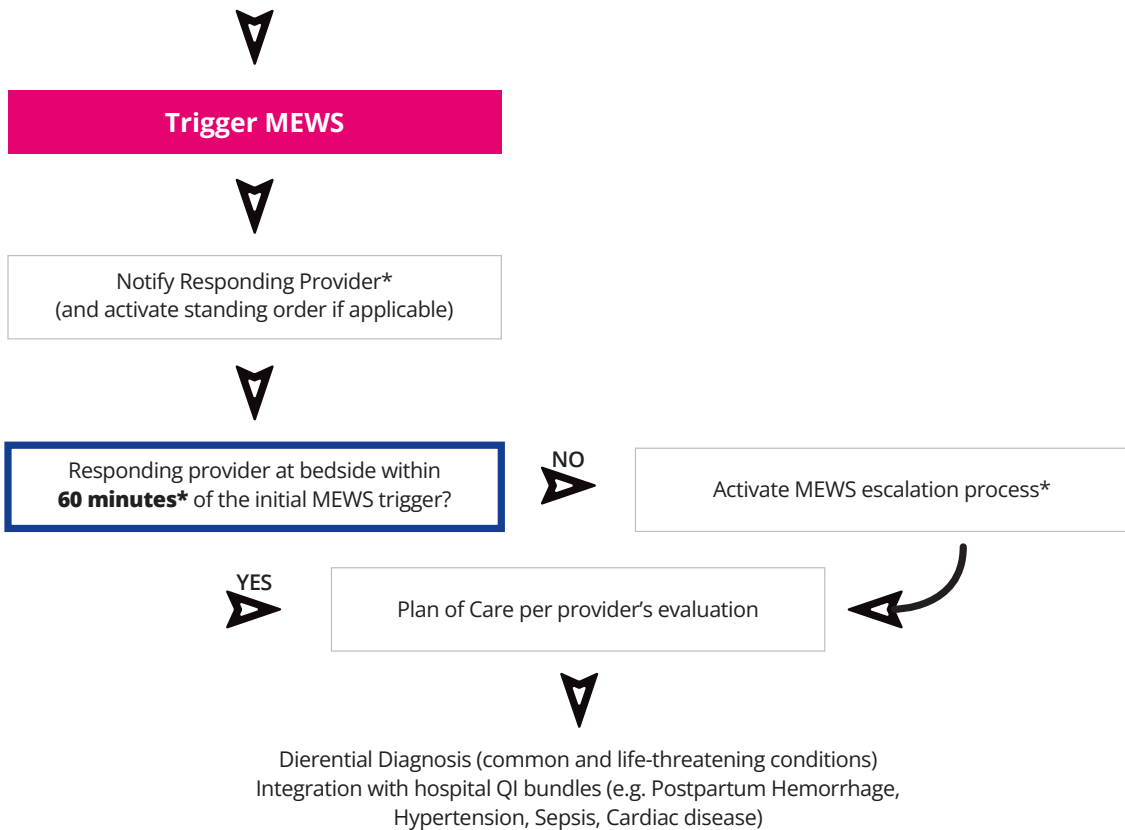 Trigger MEWS
Notify Responding Provider*
(and activate standing order if applicable)
Responding provider at bedside within
60 minutes* of the initial MEWS trigger?
NO
Activate MEWS escalation process*
YES
Plan of Care per provider’s evaluation
Dierential Diagnosis (common and life-threatening conditions)
Integration with hospital QI bundles (e.g. Postpartum Hemorrhage,
Hypertension, Sepsis, Cardiac disease)